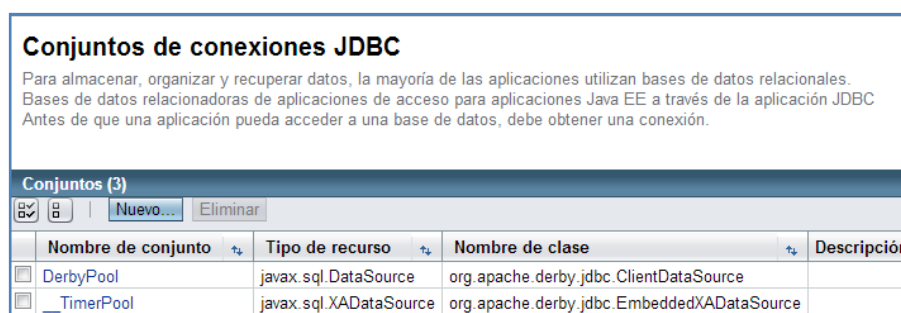 Conjuntos de conexiones JDBC
Para almacenar, organizar y recuperar datos, la mayoría de las aplicaciones utilizan bases de datos relacionales.
Bases de datos relacionadoras de aplicaciones de acceso para aplicaciones Java EE a través de la aplicación JDBC
Antes de que una aplicación pueda acceder a una base de datos, debe obtener una conexión.
Conjuntos (3)
Nuevo... Eliminar
Nombre de conjunto Tipo de recurso Nombre de clase Descripción
DerbyPool javax.sql.DataSource org.apache.derby.jdbc.ClientDataSource
__TimerPool javax.sql.XADataSource org.apache.derby.jdbc.EmbeddedXADataSource